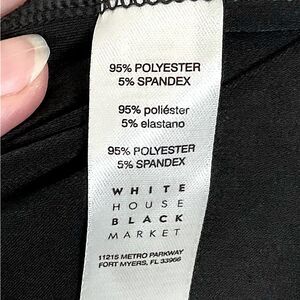 95% POLYESTER
5% SPANDEX
95% poliéster
5% elastano
95% POLYESTER
5% SPANDEX
WHITE
HOUSE
BLACK
MARKET
11215 METRO PARKWAY
FORT MYERS, FL 33966